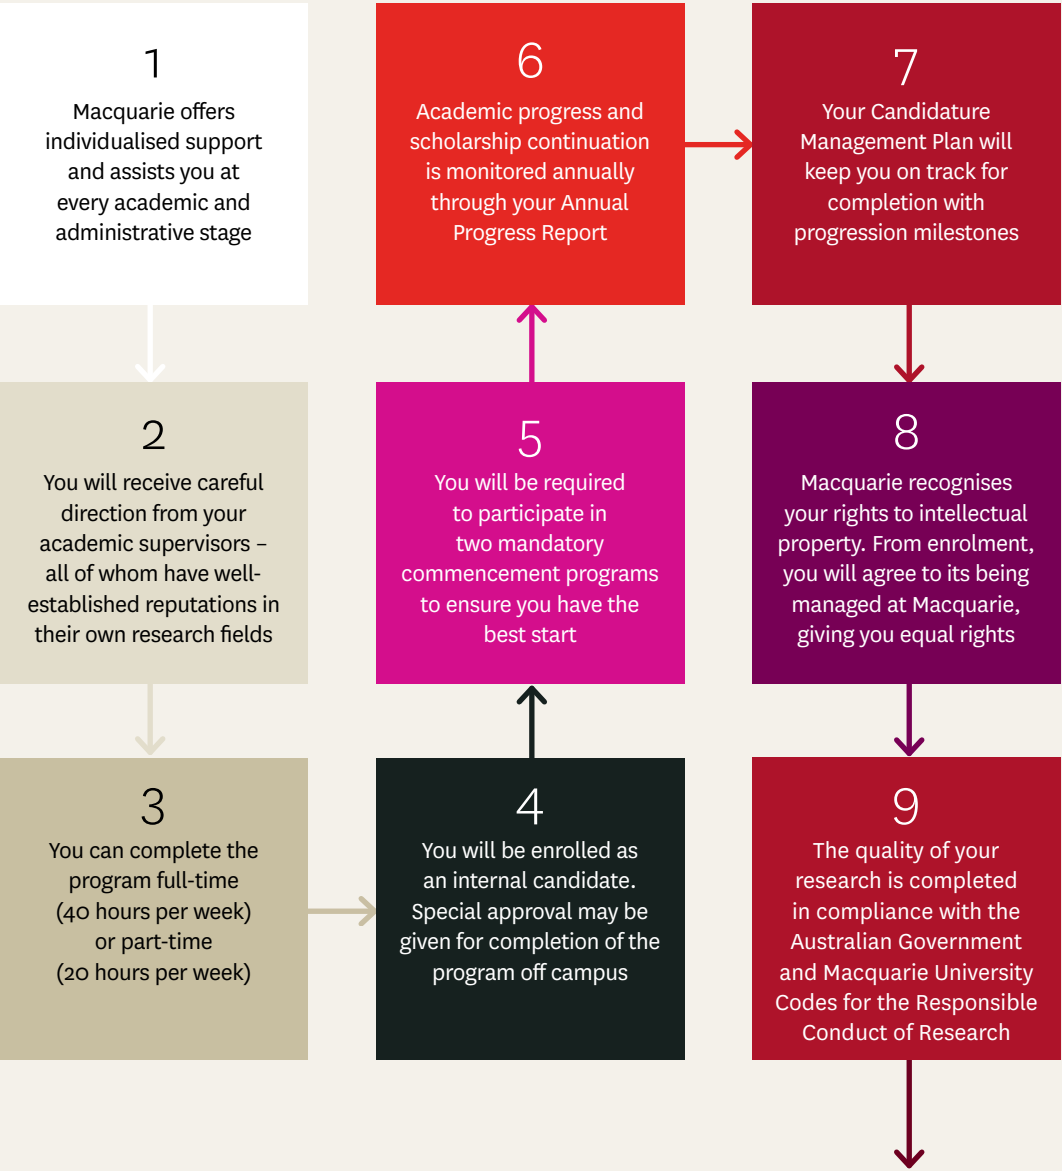 1
Macquarie offers
individualised support
and assists you at
every academic and
administrative stage
2
You will receive careful
direction from your
academic supervisors –
all of whom have well-
established reputations in
their own research fields
3
You can complete the
program full-time
(40 hours per week)
or part-time
(20 hours per week)
4
You will be enrolled as
an internal candidate.
Special approval may be
given for completion of the
program off campus
5
You will be required
to participate in
two mandatory
commencement programs
to ensure you have the
best start
6
Academic progress and
scholarship continuation
is monitored annually
through your Annual
Progress Report
7
Your Candidature
Management Plan will
keep you on track for
completion with
progression milestones
8
Macquarie recognises
your rights to intellectual
property. From enrolment,
you will agree to its being
managed at Macquarie,
giving you equal rights
9
The quality of your
research is completed
in compliance with the
Australian Government
and Macquarie University
Codes for the Responsible
Conduct of Research